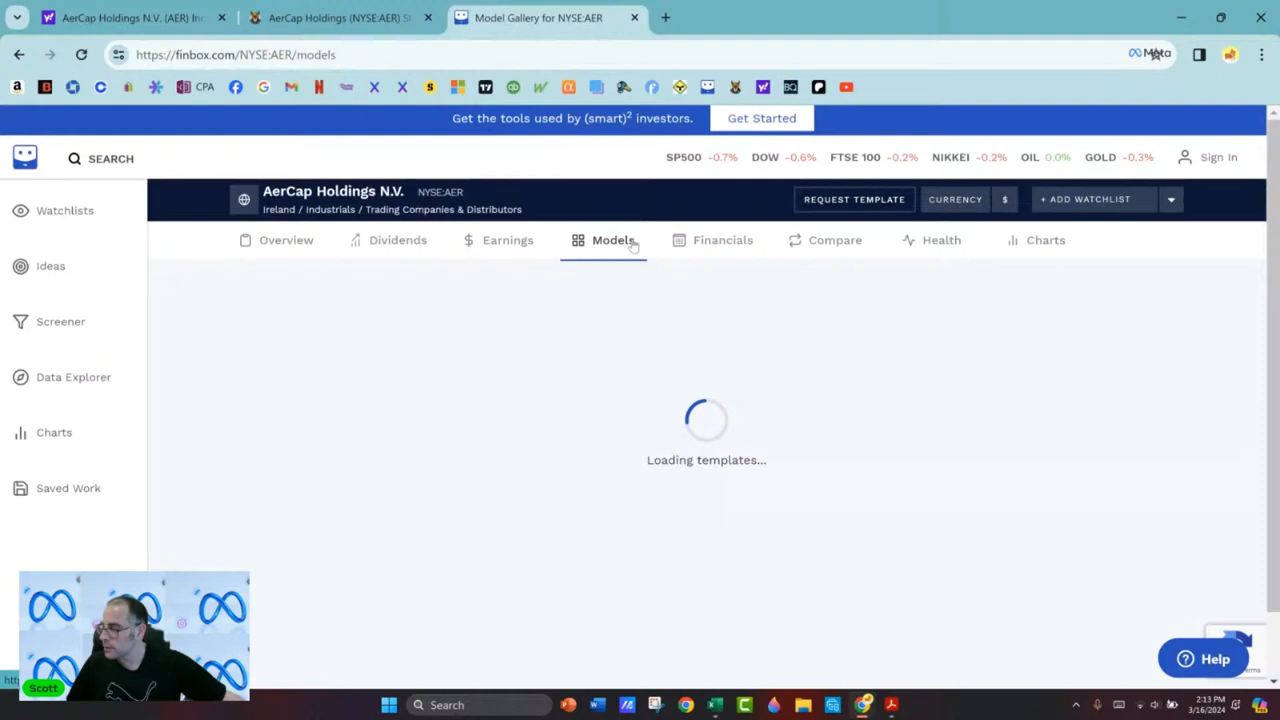 AerCap Holdings N.V. (AER) Inc
AerCap Holdings (NYSE:AER) S
Model Gallery for NYSE:AER
https://finbox.com/NYSE:AER/models
Meta
CPA
Get the tools used by (smart)2 investors.
Get Started
SEARCH
SP500 -0.7% DOW -0.6% FTSE 100 -0.2% NIKKEI -0.2% OIL 0.0% GOLD -0.3%
Sign In
AerCap Holdings N.V. NYSE:AER
Ireland / Industrials / Trading Companies & Distributors
REQUEST TEMPLATE
CURRENCY $
+ ADD WATCHLIST
Watchlists
Ideas
Screener
Data Explorer
Charts
Saved Work
Overview Dividends Earnings Models Financials Compare Health Charts
Loading templates...
Help
Scott
Search
2:13 PM
3/16/2024